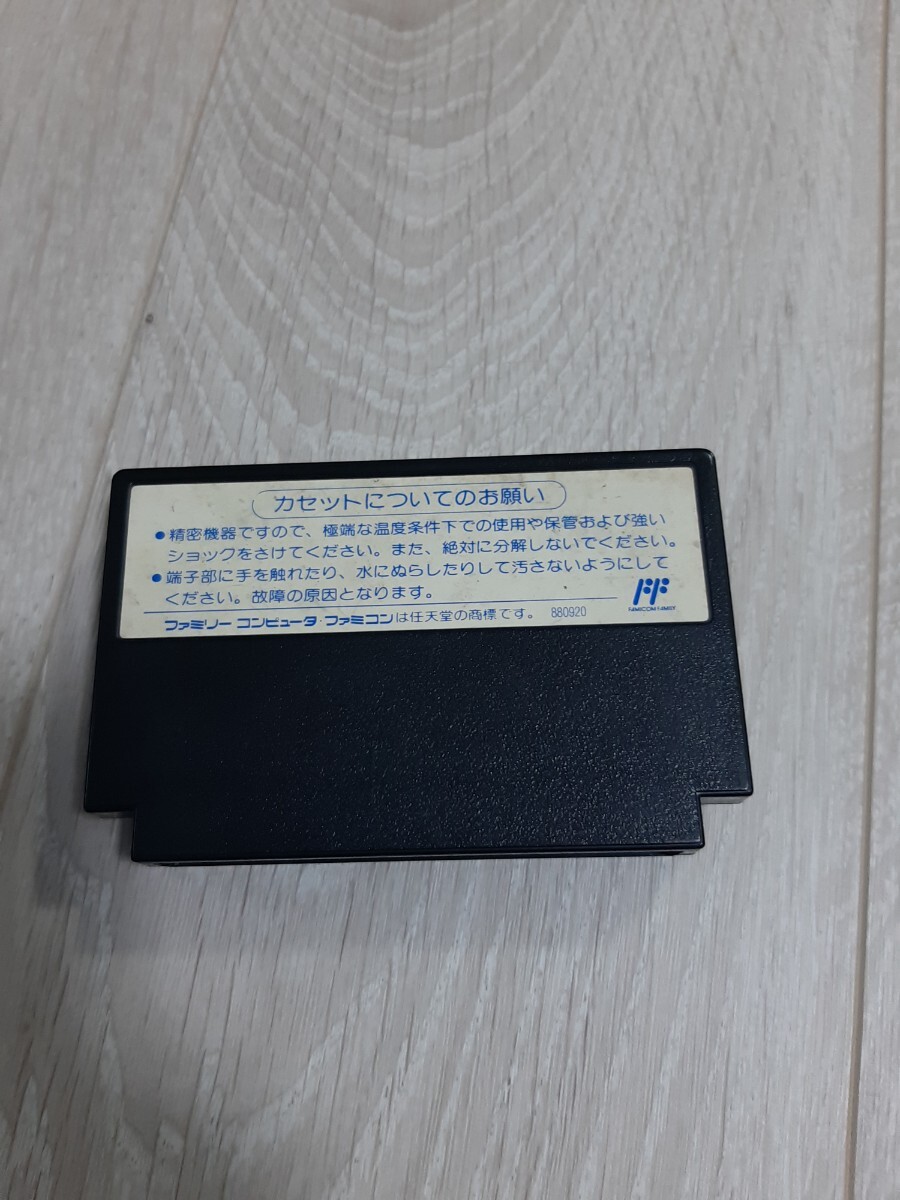 カセットについてのお願い
●精密機器ですので、極端な温度条件下での使用や保管および強い
ショックをさけてください。また、絶対に分解しないでください。
●端子部に手を触れたり、水にぬらしたりして汚さないようにして
ください。故障の原因となります。
FAMICOM FAMILY
ファミリー コンピュータ・ファミコンは任天堂の商標です。 880920